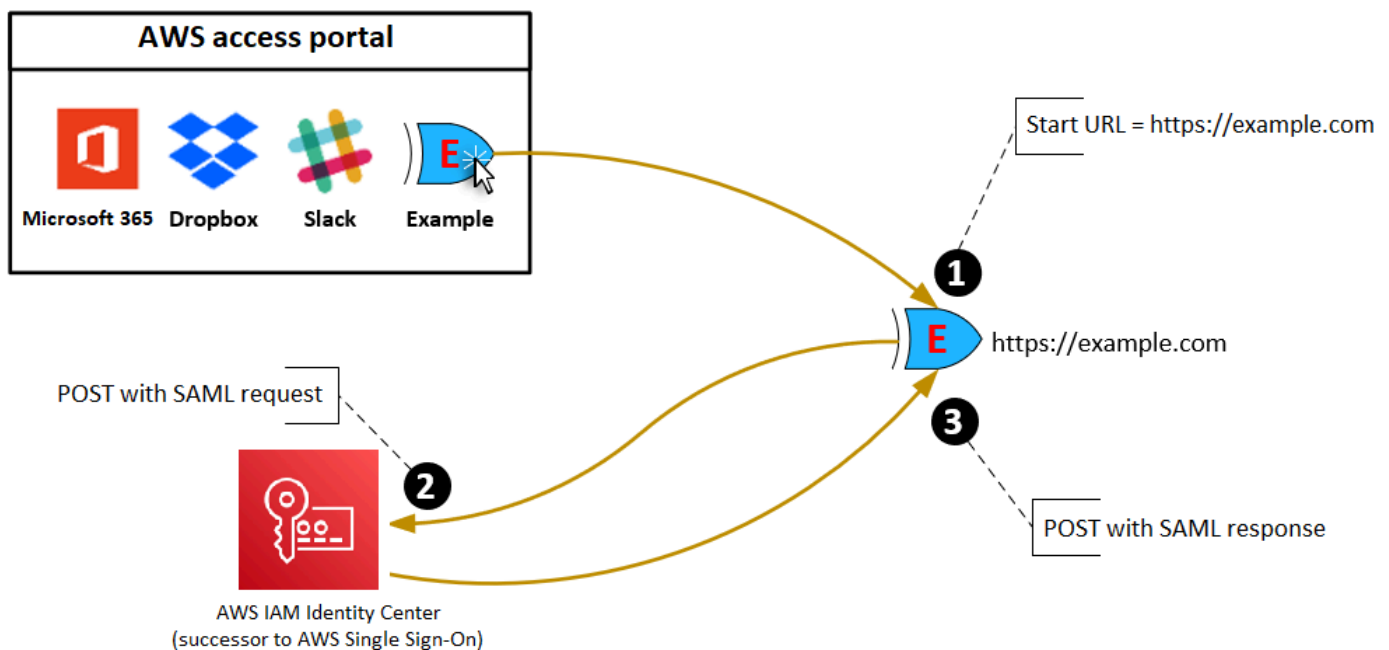 AWS access portal
E
Microsoft 365
Dropbox
Slack
Example
Start URL = https://example.com
1
E
https://example.com
POST with SAML request
2
3
POST with SAML response
AWS IAM Identity Center
(successor to AWS Single Sign-On)